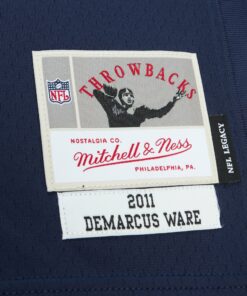 THROWBACKS
NFL
NOSTALGIA CO.
Mitchell & Ness
PHILADELPHIA, PA.
NFL LEGACY
2011
DEMARCUS WARE